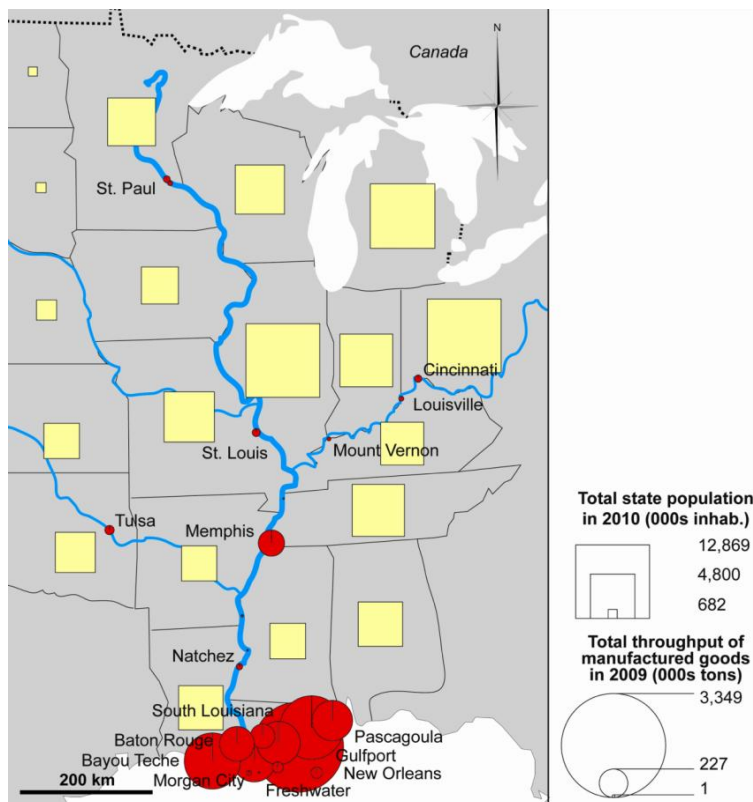 N
Canada
St. Paul
Cincinnati
Louisville
St. Louis
Mount Vernon
Tulsa
Memphis
Natchez
South Louisiana
Pascagoula
Baton Rouge
Gulfport
Bayou Teche
New Orleans
Morgan City
200 km
Freshwater
Total state population
in 2010 (000s inhab.)
12,869
4,800
682
Total throughput of
manufactured goods
in 2009 (000s tons)
3,349
227
1